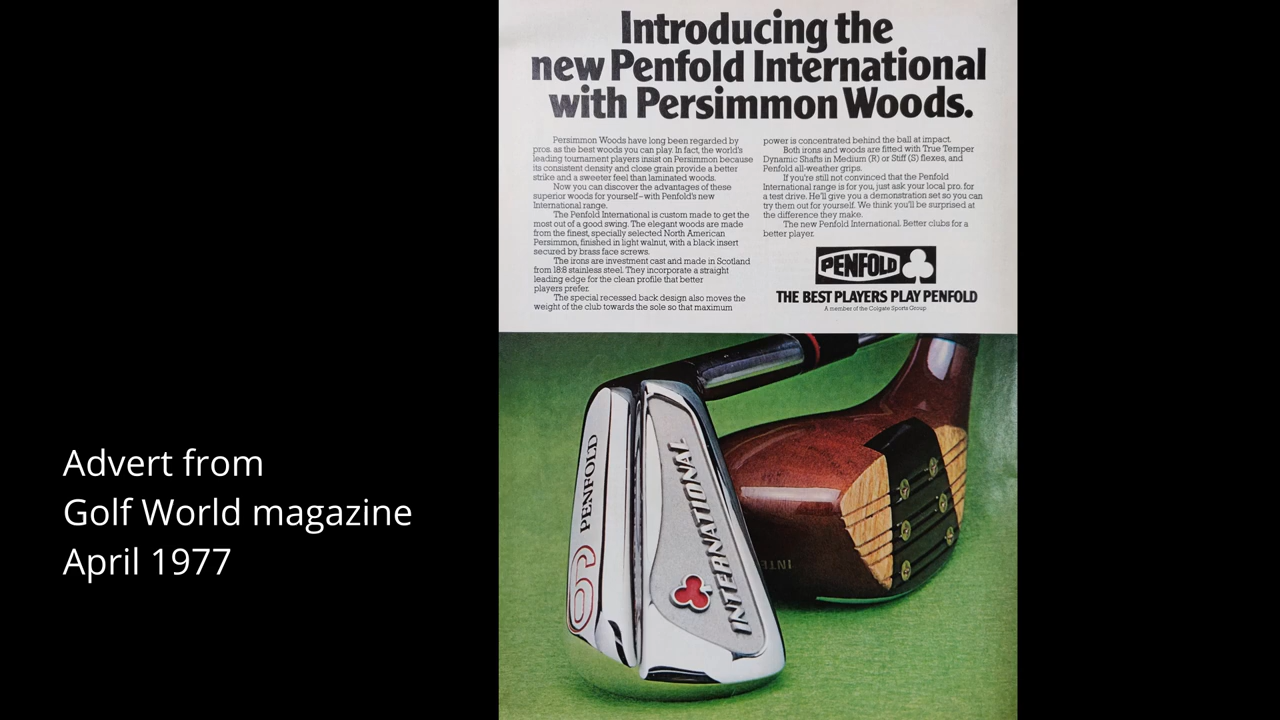 Introducing the
new Penfold International
with Persimmon Woods.
Persimmon Woods have long been regarded by
pros. as the best woods you can play. In fact, the world's
leading tournament players insist on Persimmon because
its consistent density and close grain provide a better
strike and a sweeter feel than laminated woods.
Now you can discover the advantages of these
superior woods for yourself–with Penfold's new
International range.
The Penfold International is custom made to get the
most out of a good swing. The elegant woods are made
from the finest, specially selected North American
Persimmon, finished in light walnut, with a black insert
secured by brass face screws.
The irons are investment cast and made in Scotland
from 18:8 stainless steel. They incorporate a straight
leading edge for the clean profile that better
players prefer.
The special recessed back design also moves the
weight of the club towards the sole so that maximum
power is concentrated behind the ball at impact.
Both irons and woods are fitted with True Temper
Dynamic Shafts in Medium (R) or Stiff (S) flexes, and
Penfold all-weather grips.
If you're still not convinced that the Penfold
International range is for you, just ask your local pro. for
a test drive. He'll give you a demonstration set so you can
try them out for yourself. We think you'll be surprised at
the difference they make.
The new Penfold International. Better clubs for a
better player.
PENFOLD
THE BEST PLAYERS PLAY PENFOLD
A member of the Colgate Sports Group.
6 PENFOLD
INTERNATIONAL
Advert from
Golf World magazine
April 1977